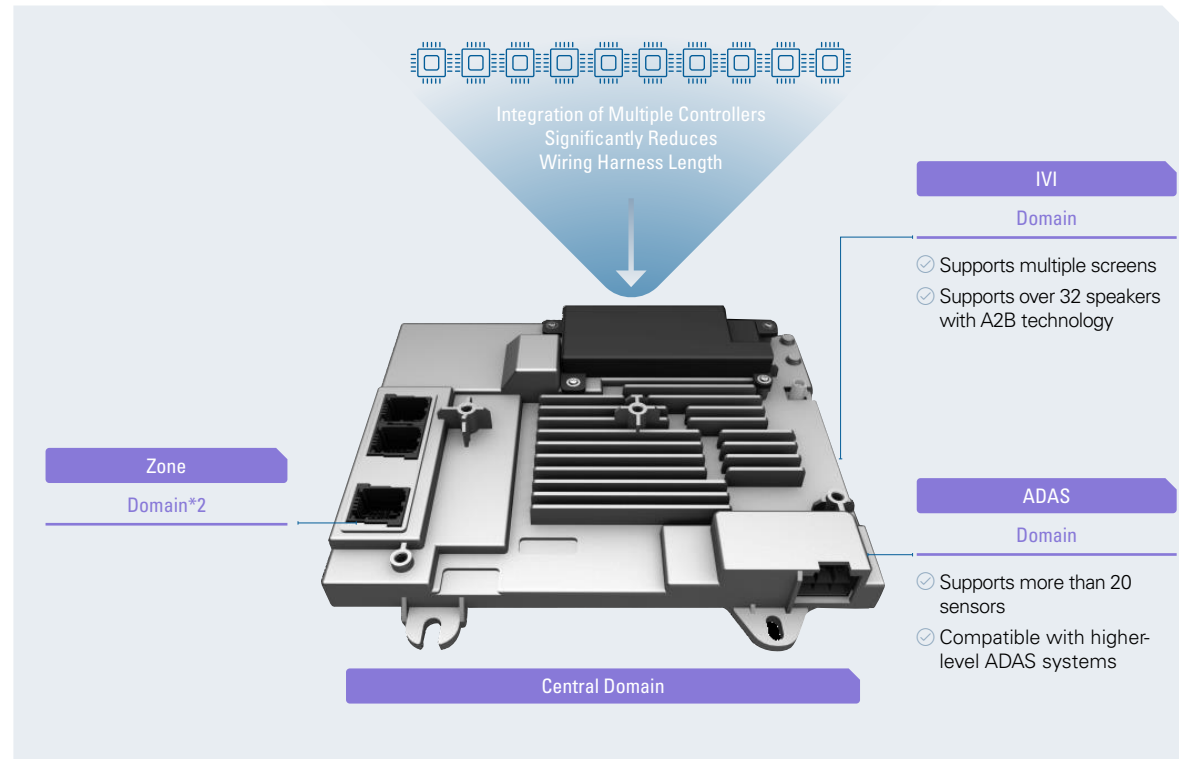 Integration of Multiple Controllers
Significantly Reduces
Wiring Harness Length
IVI
Domain
Supports multiple screens
Supports over 32 speakers
with A2B technology
Zone
Domain*2
ADAS
Domain
Supports more than 20
sensors
Compatible with higher-
level ADAS systems
Central Domain